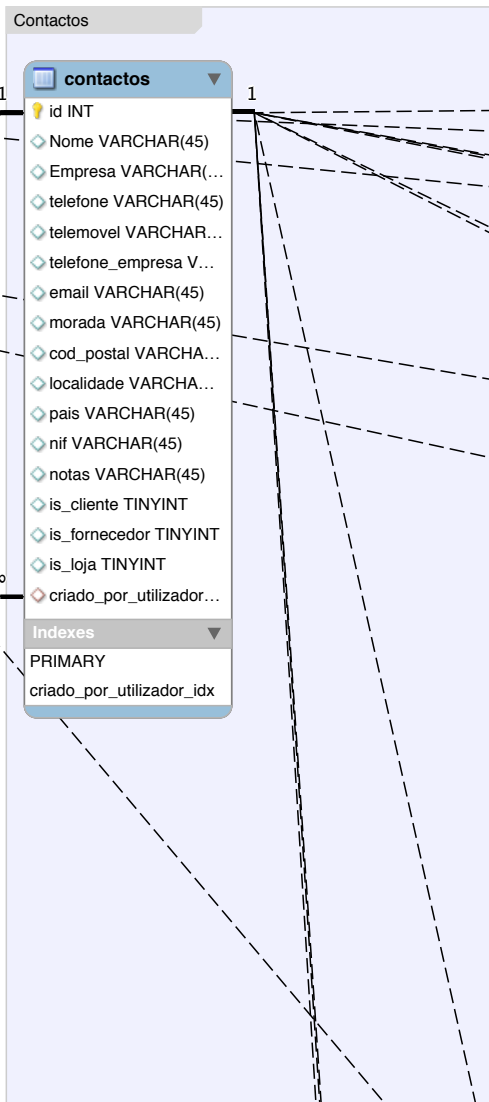 Contactos
contactos
1
1
id INT
Nome VARCHAR(45)
Empresa VARCHAR(...
telefone VARCHAR(45)
telemovel VARCHAR...
telefone_empresa V...
email VARCHAR(45)
morada VARCHAR(45)
cod_postal VARCHA...
localidade VARCHA...
pais VARCHAR(45)
nif VARCHAR(45)
notas VARCHAR(45)
is_cliente TINYINT
is_fornecedor TINYINT
is_loja TINYINT
criado_por_utilizador...
Indexes
PRIMARY
criado_por_utilizador_idx